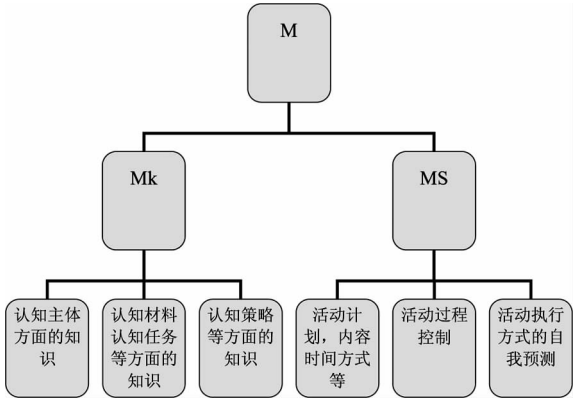 M
Mk
MS
认知主体
方面的知
识
认知材料
认知任务
等方面的
知识
认知策略
等方面的
知识
活动计
划，内容
时间方式
等
活动过程
控制
活动执行
方式的自
我预测